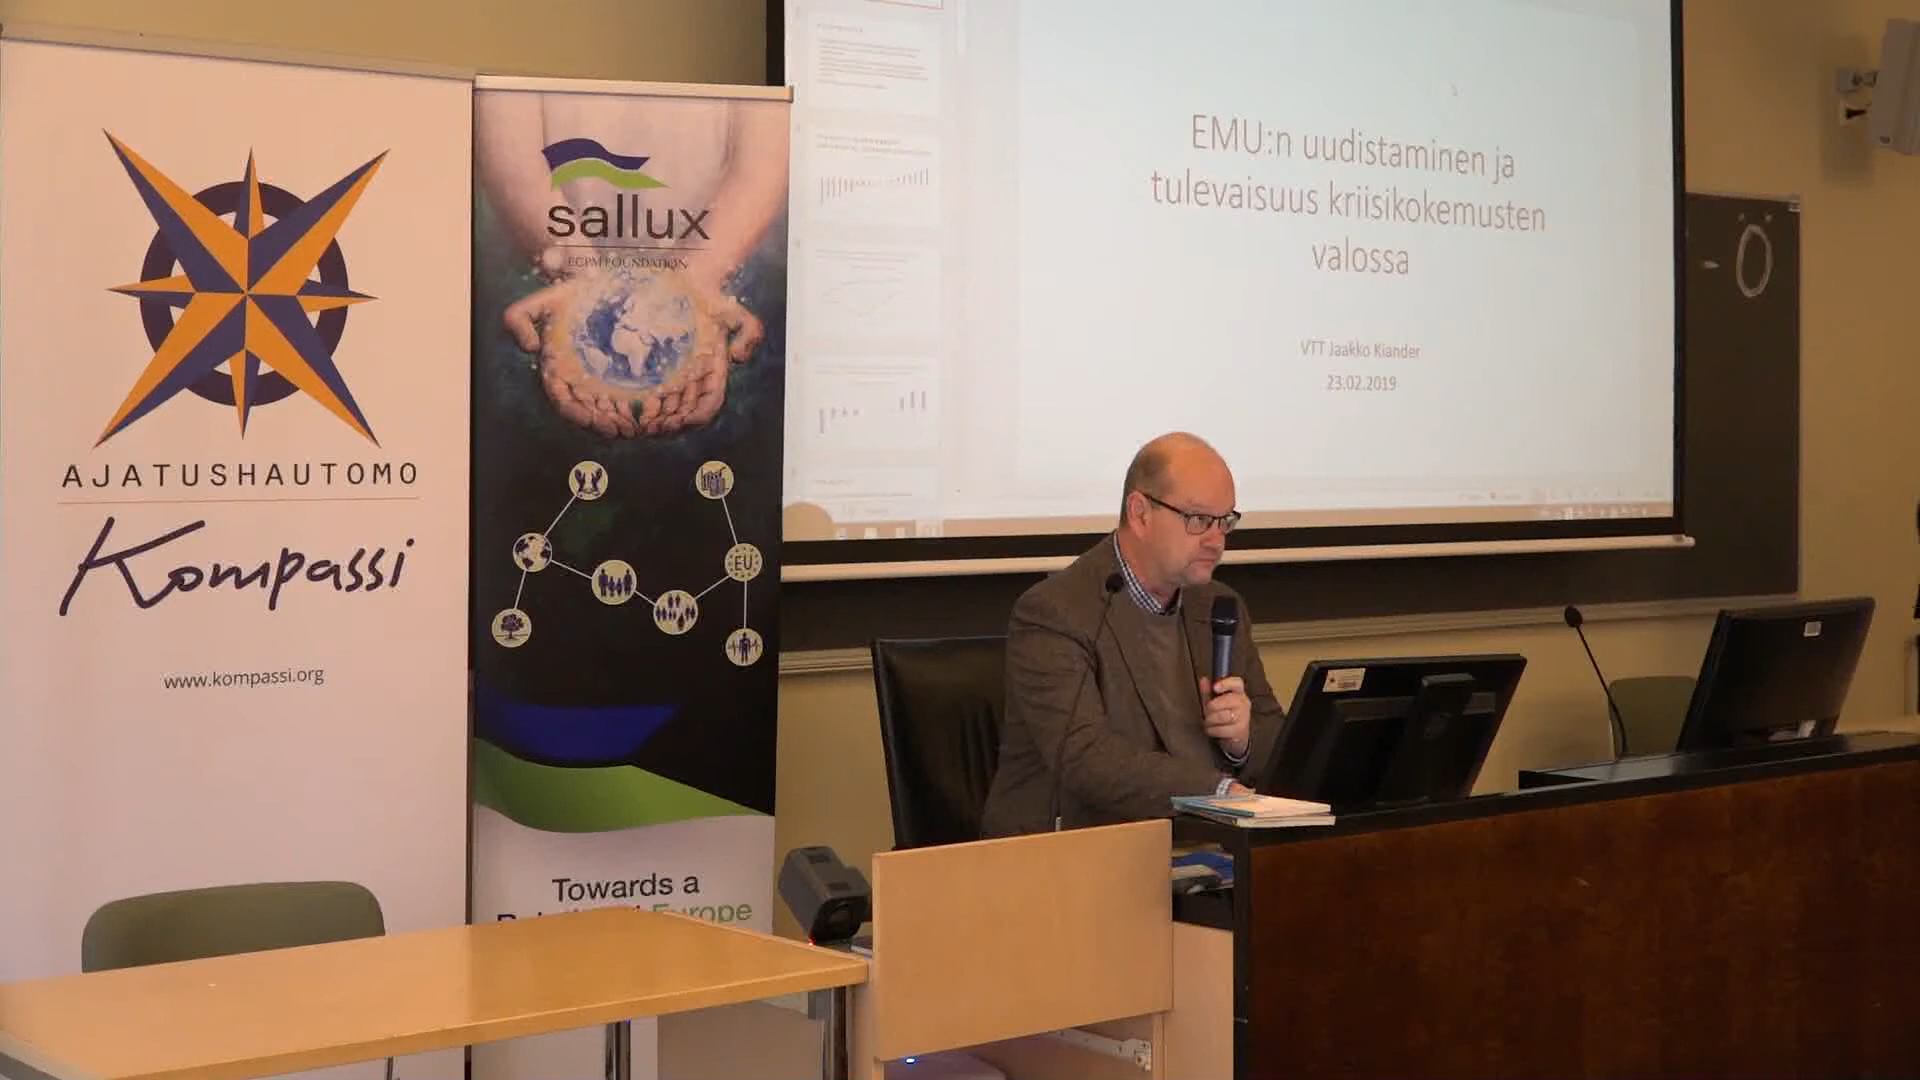 AJATUSHAUTOMO
Kompassi
www.kompassi.org
sallux
ECPM FOUNDATION
EU
Towards a
Europe
EMU:n uudistaminen ja
tulevaisuus kriisikokemusten
valossa
VTT Jaakko Kiander
23.02.2019